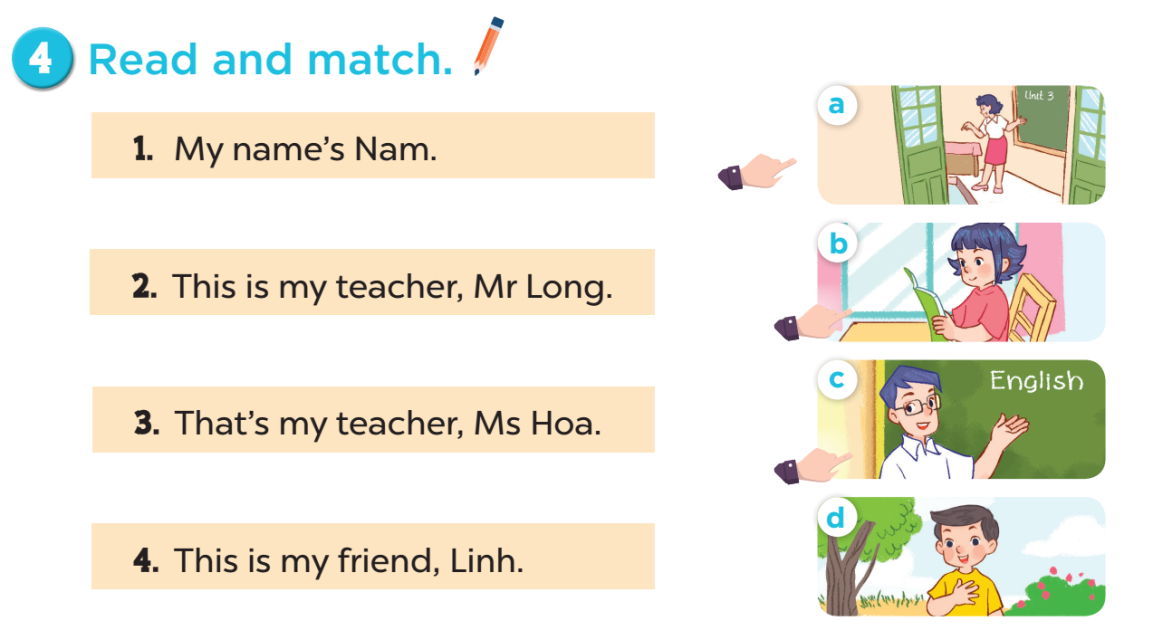 4 Read and match.
1. My name’s Nam.
a
Unit 3
2. This is my teacher, Mr Long.
b
3. That’s my teacher, Ms Hoa.
c
English
4. This is my friend, Linh.
d